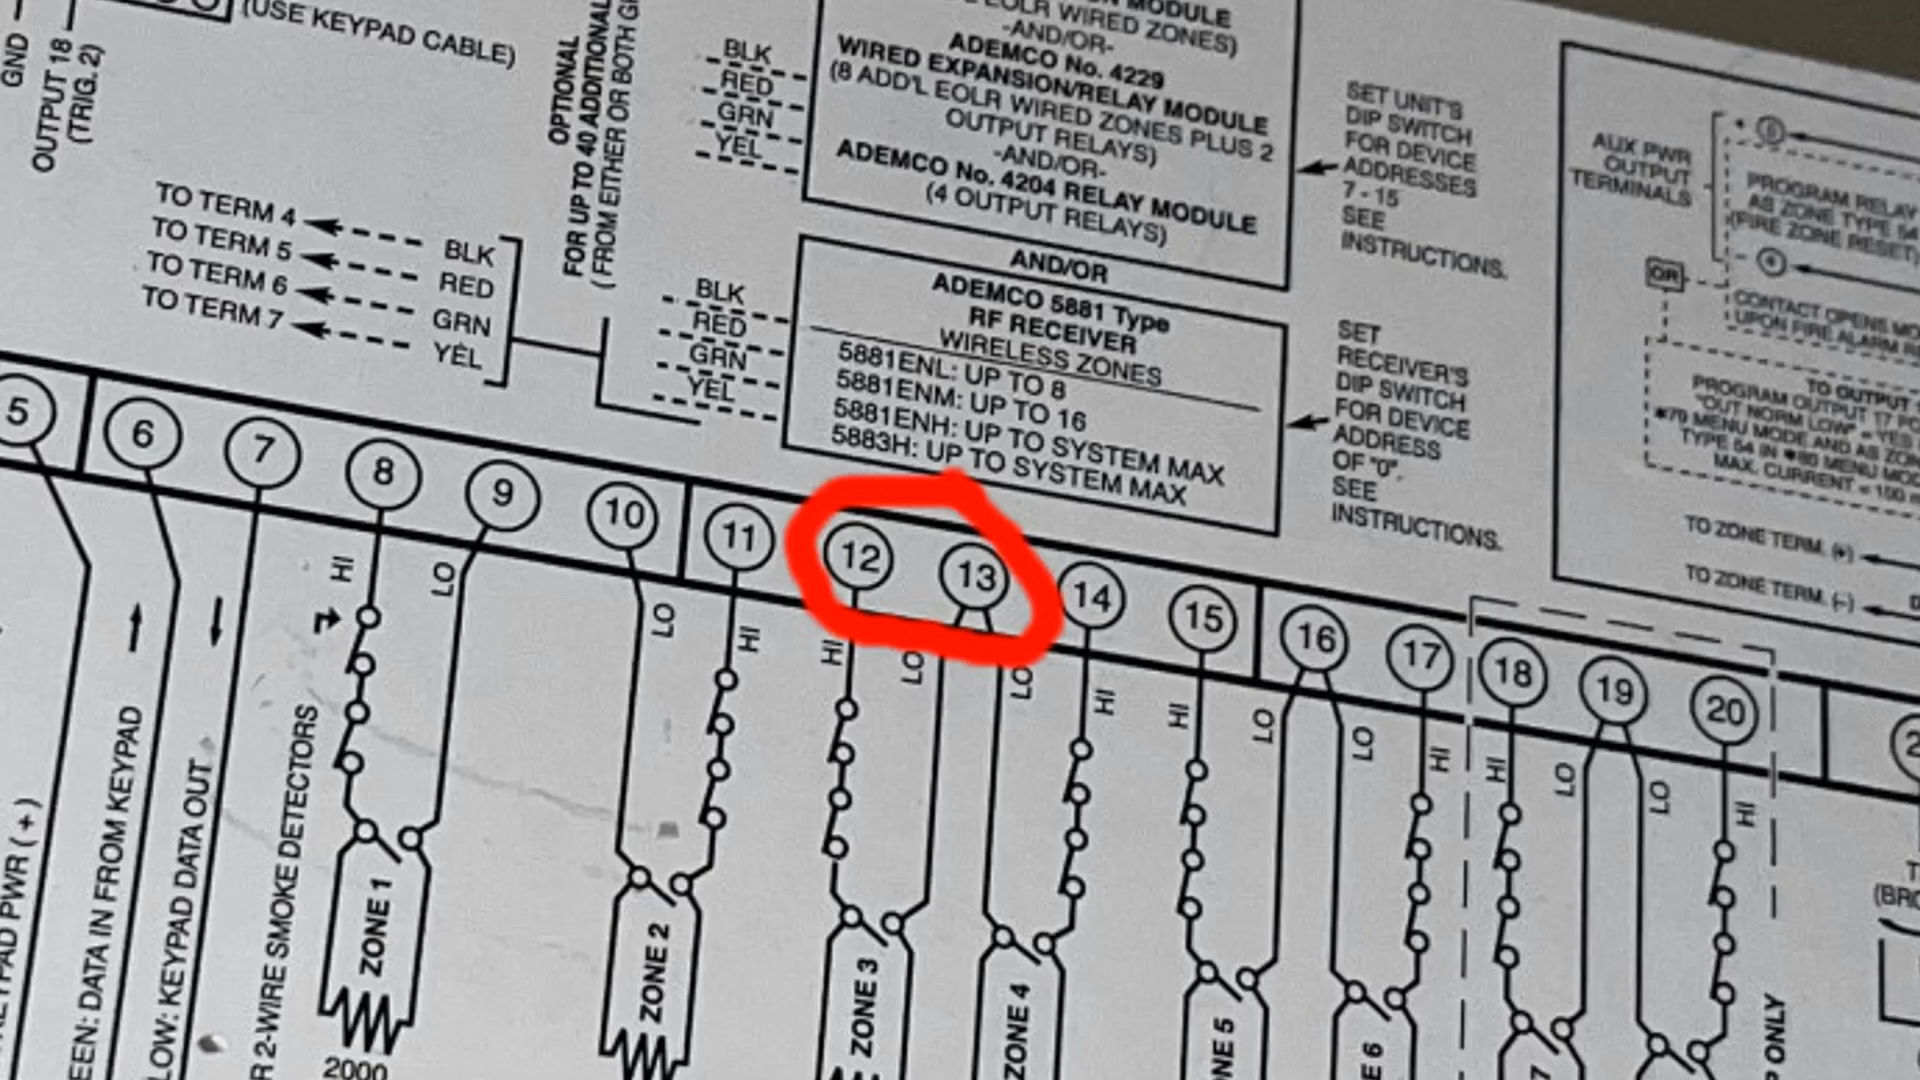 (USE KEYPAD CABLE)
GND
OUTPUT 18
(TRIG. 2)
OPTIONAL
FOR UP TO 40 ADDITIONAL
(FROM EITHER OR BOTH
MODULE
EOLR WIRED ZONES)
-AND/OR-
ADEMCO No. 4229
WIRED EXPANSION/RELAY MODULE
(8 ADD'L EOLR WIRED ZONES PLUS 2
OUTPUT RELAYS)
-AND/OR-
ADEMCO No. 4204 RELAY MODULE
(4 OUTPUT RELAYS)
BLK
RED
GRN
YEL
SET UNIT'S
DIP SWITCH
FOR DEVICE
ADDRESSES
7 - 15
SEE
INSTRUCTIONS.
TO TERM 4 BLK
TO TERM 5 RED
TO TERM 6 GRN
TO TERM 7 YEL
AND/OR
ADEMCO 5881 Type
RF RECEIVER
WIRELESS ZONES
5881ENL: UP TO 8
5881ENM: UP TO 16
5881ENH: UP TO SYSTEM MAX
5883H: UP TO SYSTEM MAX
BLK
RED
GRN
YEL
SET
RECEIVER'S
DIP SWITCH
FOR DEVICE
ADDRESS
OF "0".
SEE
INSTRUCTIONS.
AUX PWR
OUTPUT
TERMINALS
PROGRAM RELAY
AS ZONE TYPE 54
(FIRE ZONE RESET)
OR
CONTACT OPENS
UPON FIRE ALARM
TO OUTPUT
PROGRAM OUTPUT 17
"OUT NORM LOW" = YES
*70 MENU MODE AND AS
TYPE 54 IN *80 MENU
MAX. CURRENT = 100
TO ZONE TERM. (+)
TO ZONE TERM. (–)
5 6 7 8 9 10 11 12 13 14 15 16 17 18 19 20
HI LO LO HI HI LO LO HI HI LO LO HI HI LO LO HI
PWR (+)
DATA IN FROM KEYPAD
KEYPAD DATA OUT
2-WIRE SMOKE DETECTORS
ZONE 1
ZONE 2
ZONE 3
ZONE 4
5
6
7
ONLY
2000